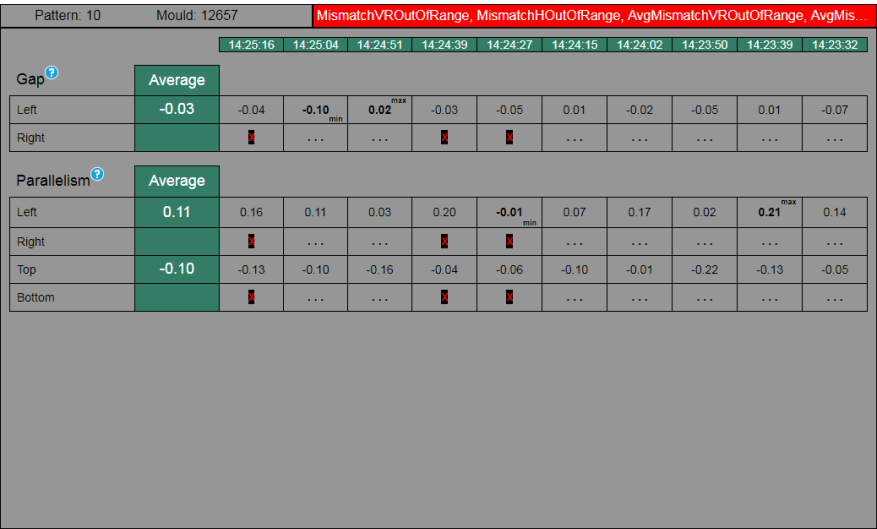 Pattern: 10 Mould: 12657 MismatchVROutOfRange, MismatchHOutOfRange, AvgMismatchVROutOfRange, AvgMis...
14:25:16 14:25:04 14:24:51 14:24:39 14:24:27 14:24:15 14:24:02 14:23:50 14:23:39 14:23:32
Gap ? Average
Left -0.03 -0.04 -0.10 min 0.02 max -0.03 -0.05 0.01 -0.02 -0.05 0.01 -0.07
Right X ... ... X X ... ... ... ... ...
Parallelism ? Average
Left 0.11 0.16 0.11 0.03 0.20 -0.01 min 0.07 0.17 0.02 0.21 max 0.14
Right X ... ... X X ... ... ... ... ...
Top -0.10 -0.13 -0.10 -0.16 -0.04 -0.06 -0.10 -0.01 -0.22 -0.13 -0.05
Bottom X ... ... X X ... ... ... ... ...